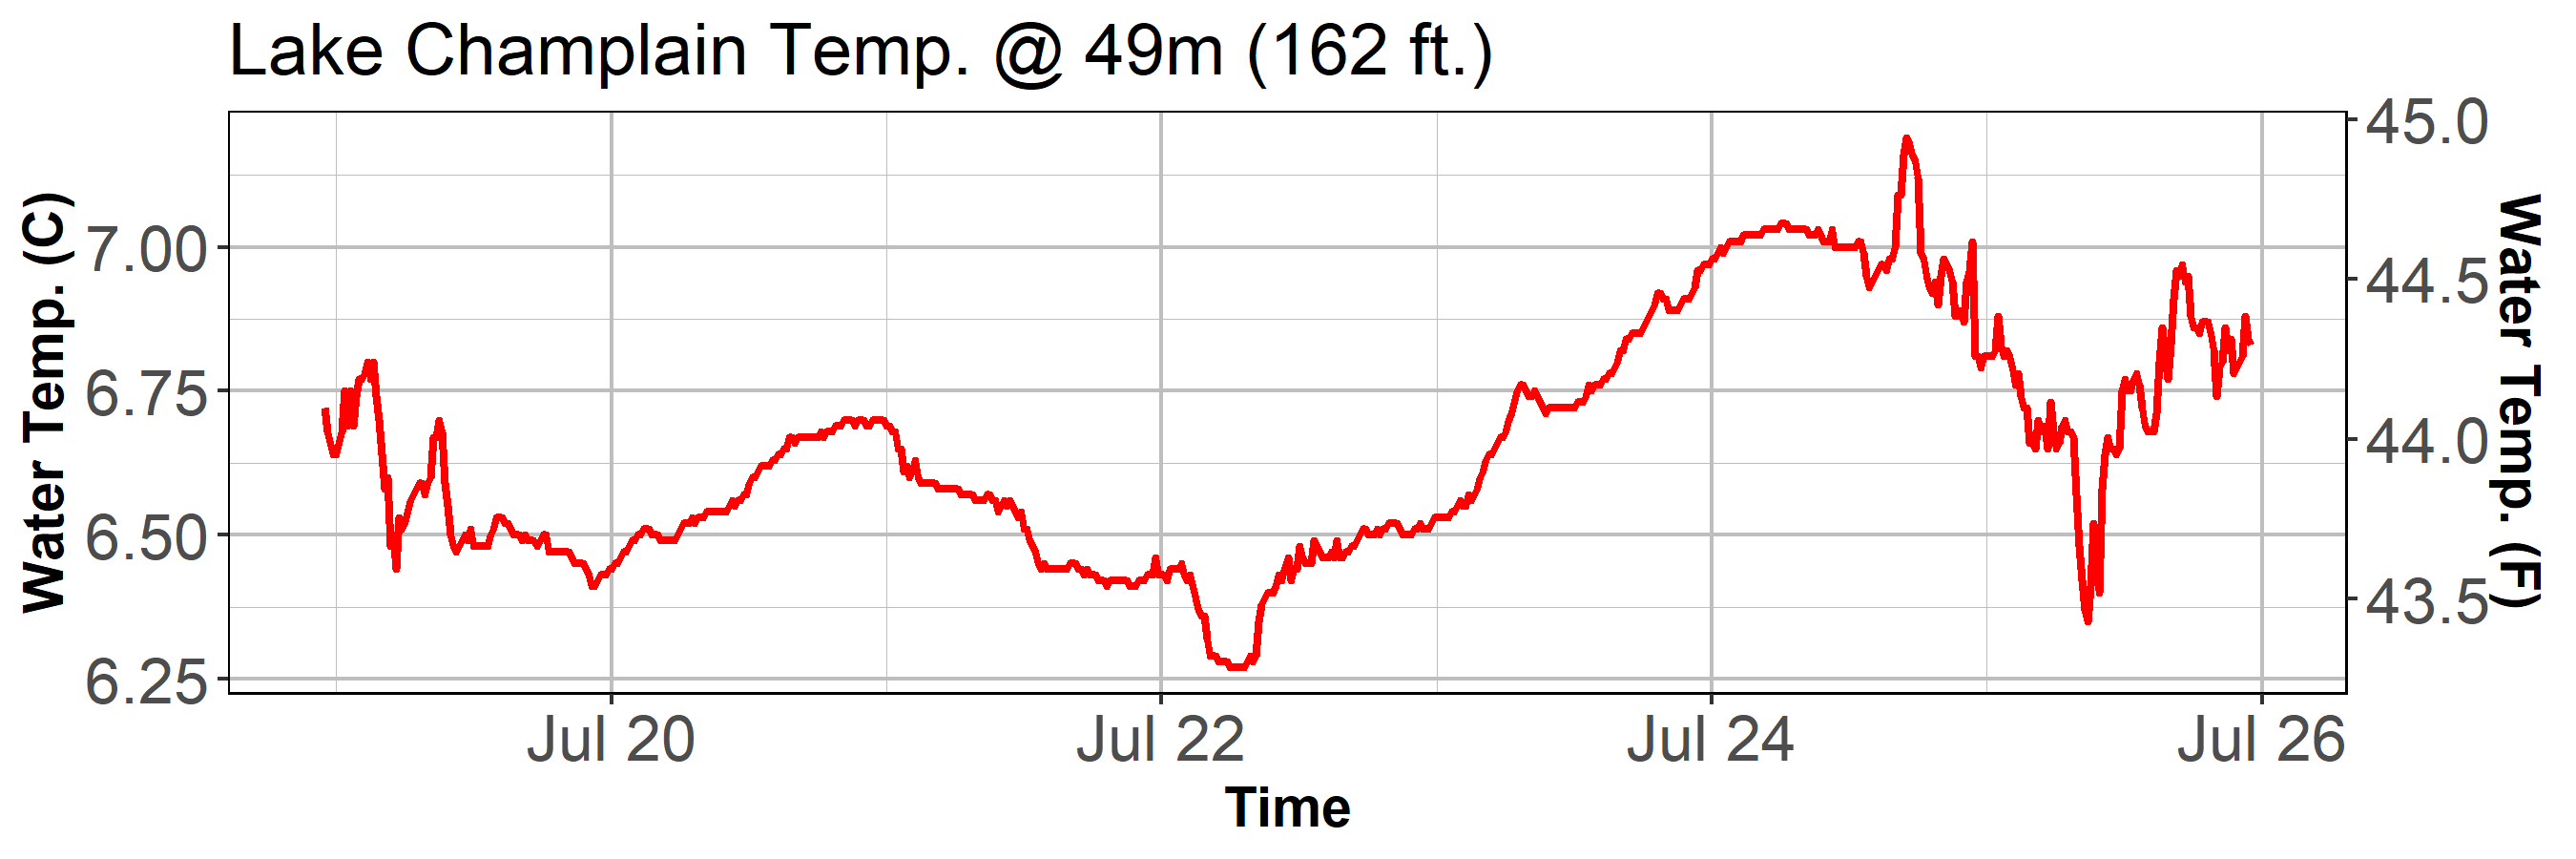 Lake Champlain Temp. @ 49m (162 ft.)
Water Temp. (C)
7.00
6.75
6.50
6.25
45.0
44.5
44.0
43.5
Water Temp. (F)
Jul 20 Jul 22 Jul 24 Jul 26
Time